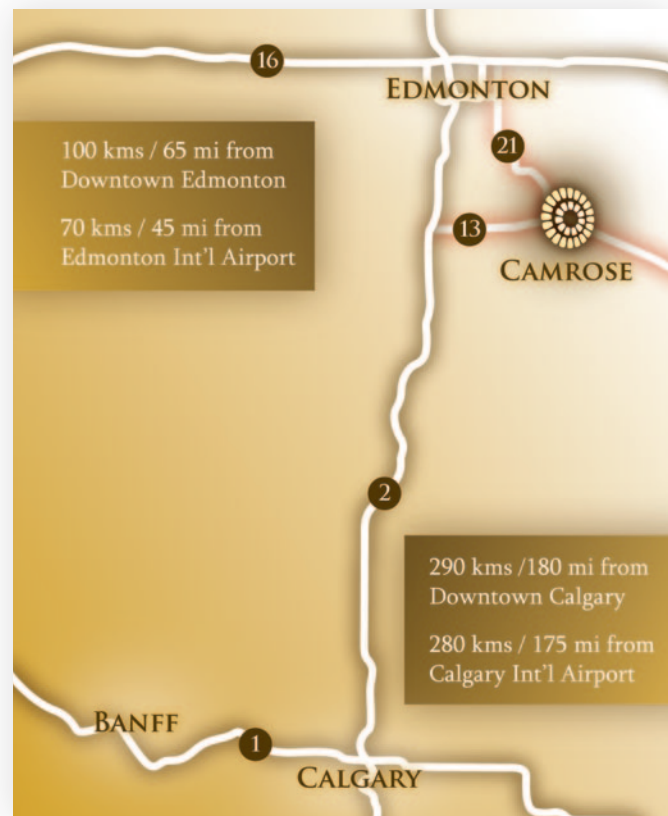 16
EDMONTON
100 kms / 65 mi from
Downtown Edmonton
70 kms / 45 mi from
Edmonton Int'l Airport
21
13
CAMROSE
2
290 kms /180 mi from
Downtown Calgary
280 kms / 175 mi from
Calgary Int'l Airport
BANFF
1
CALGARY